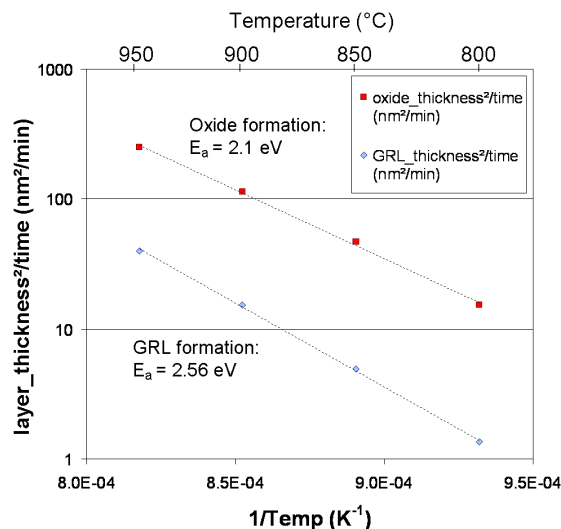 Temperature (°C)
950 900 850 800
1000
100
10
1
layer_thickness²/time (nm²/min)
oxide_thickness²/time
(nm²/min)
GRL_thickness²/time
(nm²/min)
Oxide formation:
Eₐ = 2.1 eV
GRL formation:
Eₐ = 2.56 eV
8.0E-04 8.5E-04 9.0E-04 9.5E-04
1/Temp (K⁻¹)